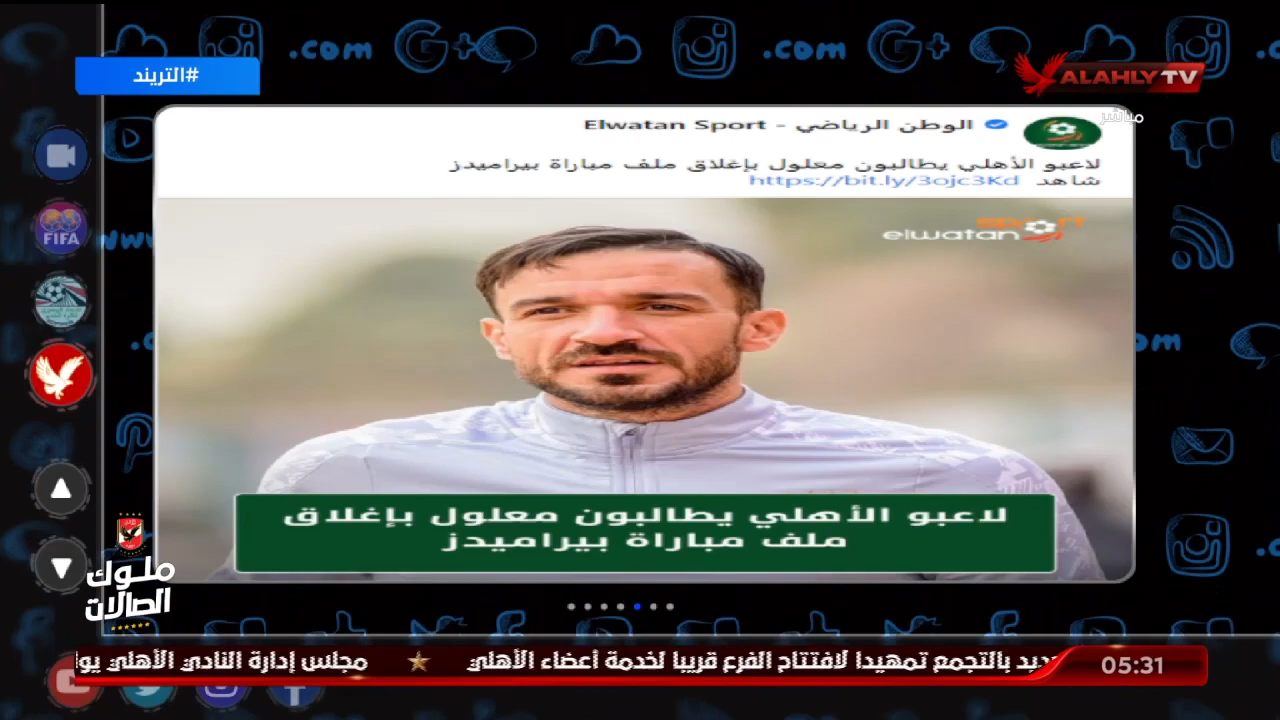 .com
.com
#التريند
ALAHLY TV
مباشر
الوطن الرياضي - Elwatan Sport
لاعبو الأهلي يطالبون معلول بإغلاق ملف مباراة بيراميدز
شاهد https://bit.ly/3ojc3Kd
FIFA
sport
elwatan
لاعبو الأهلي يطالبون معلول بإغلاق
ملف مباراة بيراميدز
ملوك
الصالات
بالتجمع تمهيدا لافتتاح الفرع قريبا لخدمة أعضاء الأهلي ★ مجلس إدارة النادي الأهلي
05:31